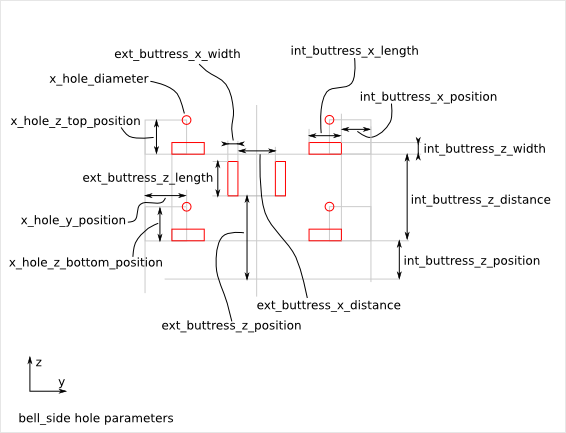 ext_buttress_x_width
int_buttress_x_length
x_hole_diameter
int_buttress_x_position
x_hole_z_top_position
int_buttress_z_width
ext_buttress_z_length
int_buttress_z_distance
x_hole_y_position
x_hole_z_bottom_position
int_buttress_z_position
ext_buttress_x_distance
ext_buttress_z_position
z
y
bell_side hole parameters